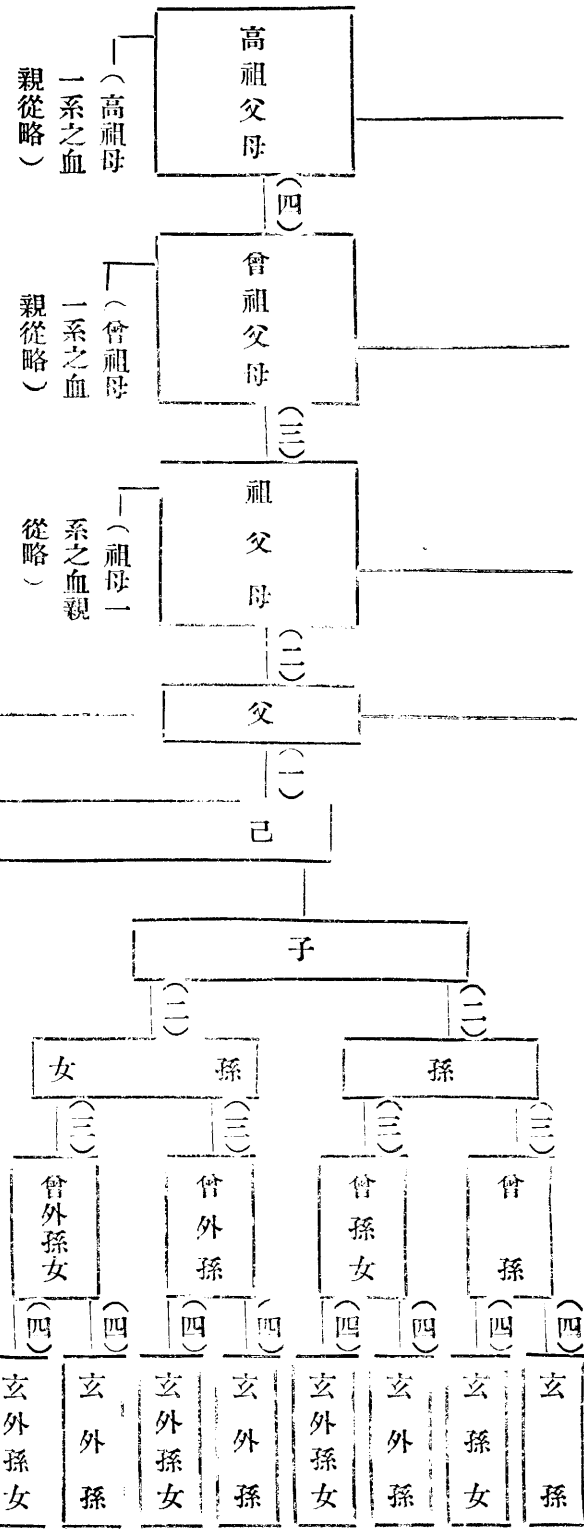 高祖父母
（高祖母
一系之血
親從略）
（四）
曾祖父母
（曾祖母
一系之血
親從略）
（三）
祖父母
（祖母一
系之血親
從略）
（二）
父
（一）
己
子
（二）
（二）
孫
孫女
（三）
（三）
（三）
（三）
曾孫
曾孫女
曾外孫
曾外孫女
（四）
（四）
（四）
（四）
（四）
（四）
（四）
（四）
玄孫
玄孫女
玄外孫
玄外孫女
玄外孫
玄外孫女
玄外孫
玄外孫女